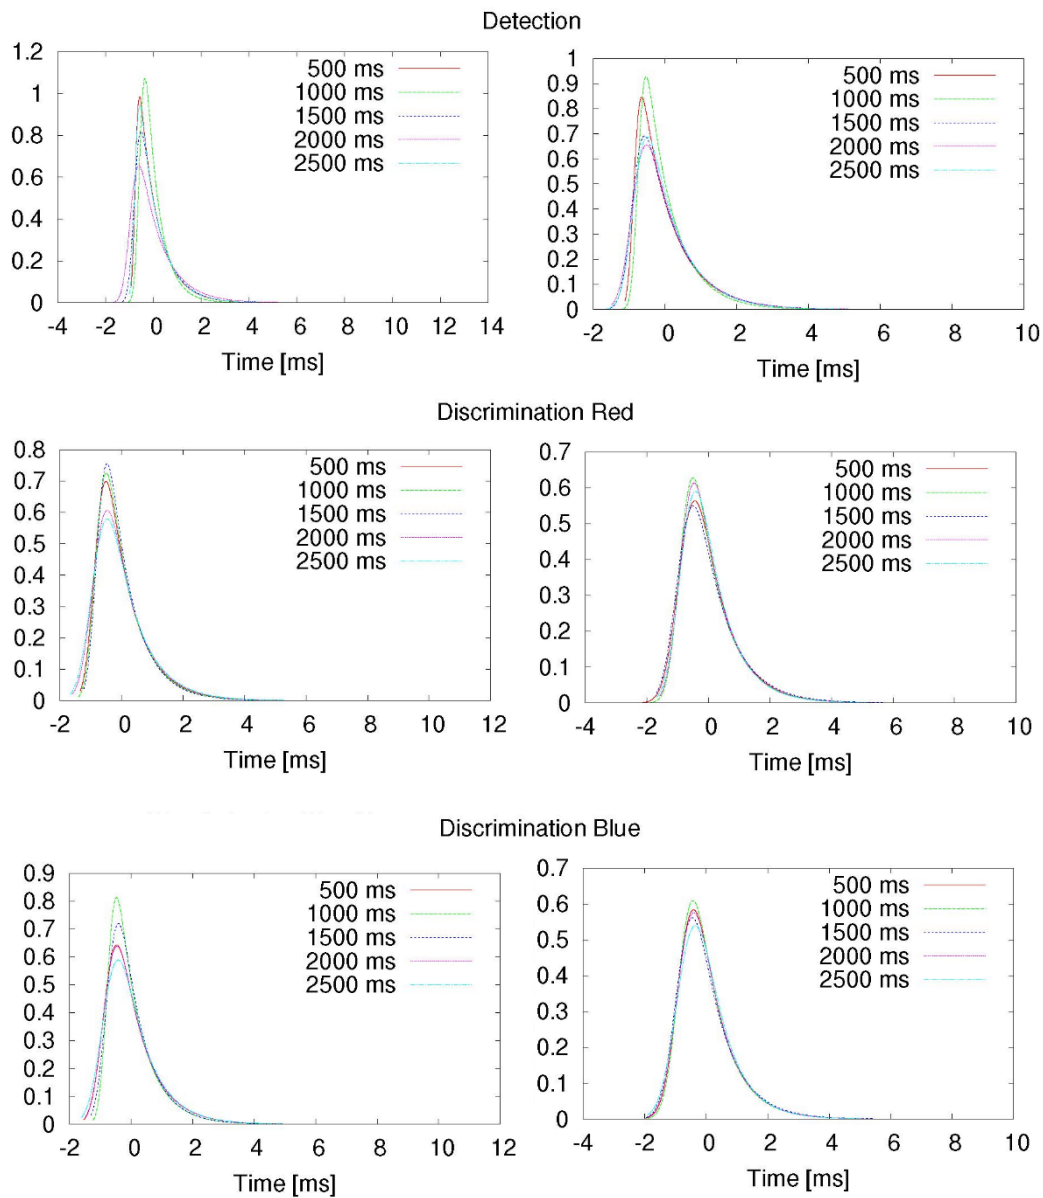 Detection
1.2
1
0.8
0.6
0.4
0.2
0
-4 -2 0 2 4 6 8 10 12 14
Time [ms]
500 ms
1000 ms
1500 ms
2000 ms
2500 ms
1
0.9
0.8
0.7
0.6
0.5
0.4
0.3
0.2
0.1
0
-2 0 2 4 6 8 10
Time [ms]
500 ms
1000 ms
1500 ms
2000 ms
2500 ms
Discrimination Red
0.8
0.7
0.6
0.5
0.4
0.3
0.2
0.1
0
-2 0 2 4 6 8 10 12
Time [ms]
500 ms
1000 ms
1500 ms
2000 ms
2500 ms
0.7
0.6
0.5
0.4
0.3
0.2
0.1
0
-4 -2 0 2 4 6 8 10
Time [ms]
500 ms
1000 ms
1500 ms
2000 ms
2500 ms
Discrimination Blue
0.9
0.8
0.7
0.6
0.5
0.4
0.3
0.2
0.1
0
-2 0 2 4 6 8 10 12
Time [ms]
500 ms
1000 ms
1500 ms
2000 ms
2500 ms
0.7
0.6
0.5
0.4
0.3
0.2
0.1
0
-4 -2 0 2 4 6 8 10
Time [ms]
500 ms
1000 ms
1500 ms
2000 ms
2500 ms